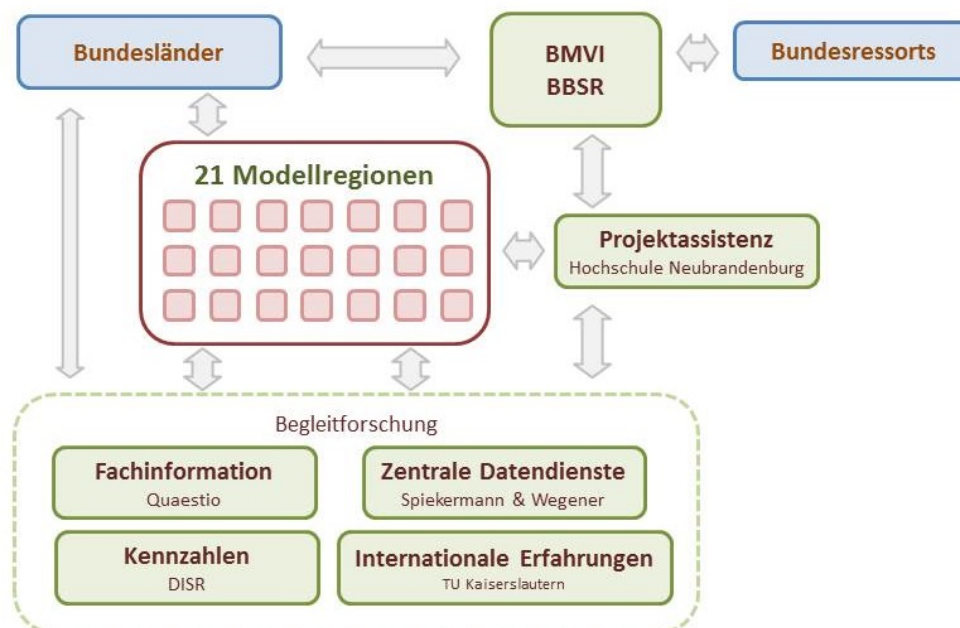 Bundesländer
BMVI
BBSR
Bundesressorts
21 Modellregionen
Projektassistenz
Hochschule Neubrandenburg
Begleitforschung
Fachinformation
Quaestio
Zentrale Datendienste
Spiekermann & Wegener
Kennzahlen
DISR
Internationale Erfahrungen
TU Kaiserslautern